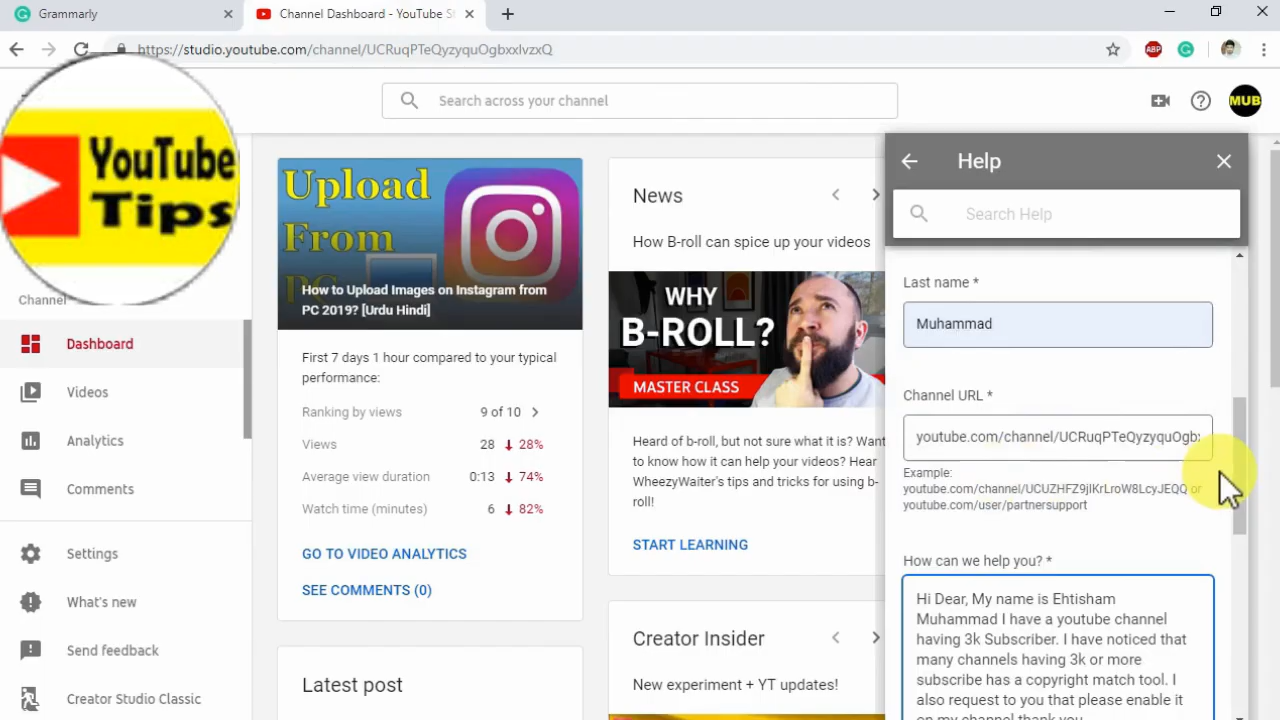 Grammarly
Channel Dashboard - YouTube St
https://studio.youtube.com/channel/UCRuqPTeQyzyquOgbxxlvzxQ
ABP
Search across your channel
MUB
YouTube
Tips
Channel
Dashboard
Videos
Analytics
Comments
Settings
What's new
Send feedback
Creator Studio Classic
Upload
From
PC
How to Upload Images on Instagram from
PC 2019? [Urdu Hindi]
First 7 days 1 hour compared to your typical
performance:
Ranking by views 9 of 10
Views 28 28%
Average view duration 0:13 74%
Watch time (minutes) 6 82%
GO TO VIDEO ANALYTICS
SEE COMMENTS (0)
Latest post
News
How B-roll can spice up your videos
WHY
B-ROLL?
MASTER CLASS
Heard of b-roll, but not sure what it is? Want
to know how it can help your videos? Hear
WheezyWaiter's tips and tricks for using b-
roll!
START LEARNING
Creator Insider
New experiment + YT updates!
Help
Search Help
Last name *
Muhammad
Channel URL *
youtube.com/channel/UCRuqPTeQyzyquOgb
Example:
youtube.com/channel/UCUZHFZ9jIKrLroW8LcyJEQQ or
youtube.com/user/partnersupport
How can we help you? *
Hi Dear, My name is Ehtisham
Muhammad I have a youtube channel
having 3k Subscriber. I have noticed that
many channels having 3k or more
subscribe has a copyright match tool. I
also request to you that please enable it
on my channel thank you